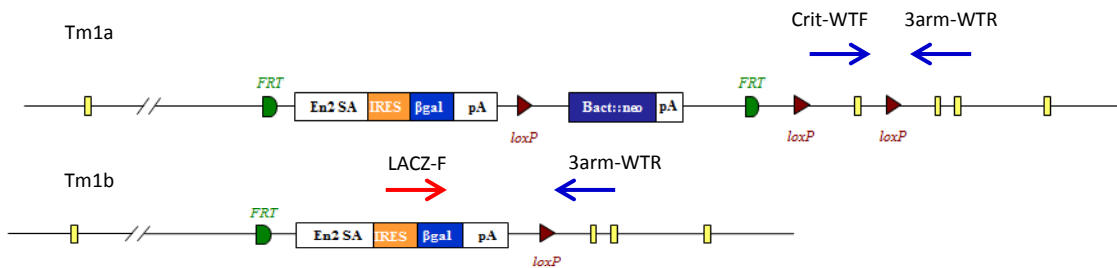 Crit-WTF 3arm-WTR
Tm1a
FRT FRT
En2 SA IRES βgal pA Bact::neo pA
loxP loxP loxP
LACZ-F 3arm-WTR
Tm1b
FRT
En2 SA IRES βgal pA
loxP